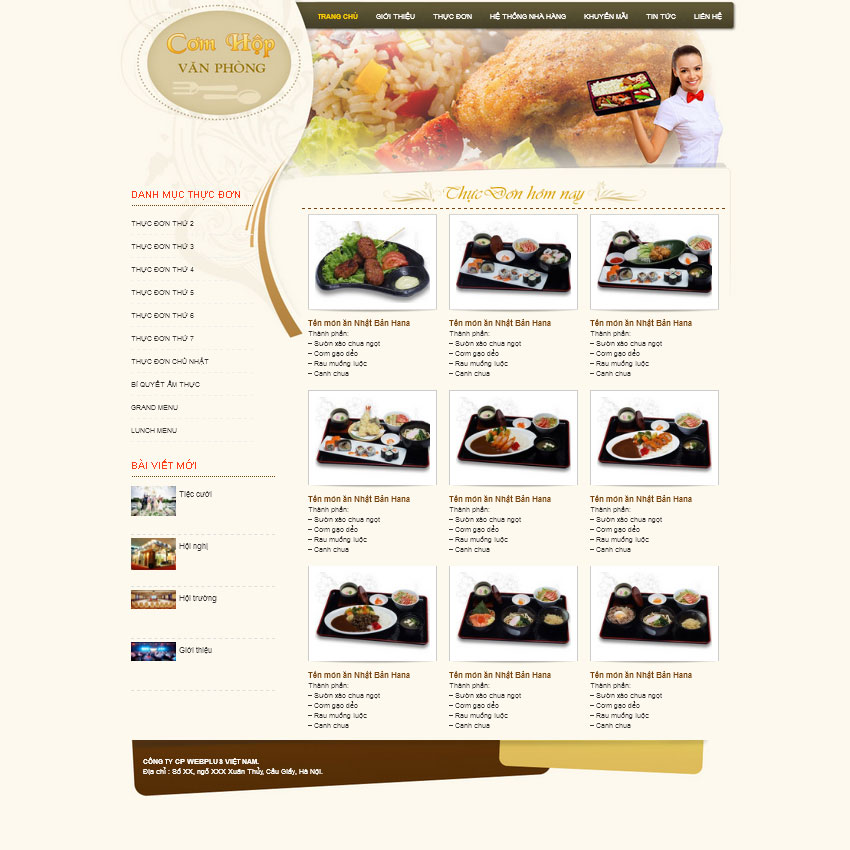 Cơm Hộp
VĂN PHÒNG
TRANG CHỦ GIỚI THIỆU THỰC ĐƠN HỆ THỐNG NHÀ HÀNG KHUYẾN MÃI TIN TỨC LIÊN HỆ
DANH MỤC THỰC ĐƠN
THỰC ĐƠN THỨ 2
THỰC ĐƠN THỨ 3
THỰC ĐƠN THỨ 4
THỰC ĐƠN THỨ 5
THỰC ĐƠN THỨ 6
THỰC ĐƠN THỨ 7
THỰC ĐƠN CHỦ NHẬT
BÍ QUYẾT ẨM THỰC
GRAND MENU
LUNCH MENU
BÀI VIẾT MỚI
Tiệc cưới
Hội nghị
Hội trường
Giới thiệu
Thực Đơn hôm nay
Tên món ăn Nhật Bản Hana
Thành phần:
– Sườn xào chua ngọt
– Cơm gạo dẻo
– Rau muống luộc
– Canh chua
Tên món ăn Nhật Bản Hana
Thành phần:
– Sườn xào chua ngọt
– Cơm gạo dẻo
– Rau muống luộc
– Canh chua
Tên món ăn Nhật Bản Hana
Thành phần:
– Sườn xào chua ngọt
– Cơm gạo dẻo
– Rau muống luộc
– Canh chua
Tên món ăn Nhật Bản Hana
Thành phần:
– Sườn xào chua ngọt
– Cơm gạo dẻo
– Rau muống luộc
– Canh chua
Tên món ăn Nhật Bản Hana
Thành phần:
– Sườn xào chua ngọt
– Cơm gạo dẻo
– Rau muống luộc
– Canh chua
Tên món ăn Nhật Bản Hana
Thành phần:
– Sườn xào chua ngọt
– Cơm gạo dẻo
– Rau muống luộc
– Canh chua
Tên món ăn Nhật Bản Hana
Thành phần:
– Sườn xào chua ngọt
– Cơm gạo dẻo
– Rau muống luộc
– Canh chua
Tên món ăn Nhật Bản Hana
Thành phần:
– Sườn xào chua ngọt
– Cơm gạo dẻo
– Rau muống luộc
– Canh chua
Tên món ăn Nhật Bản Hana
Thành phần:
– Sườn xào chua ngọt
– Cơm gạo dẻo
– Rau muống luộc
– Canh chua
CÔNG TY CP WEBPLUS VIỆT NAM.
Địa chỉ : Số XX, ngõ XXX Xuân Thủy, Cầu Giấy, Hà Nội.